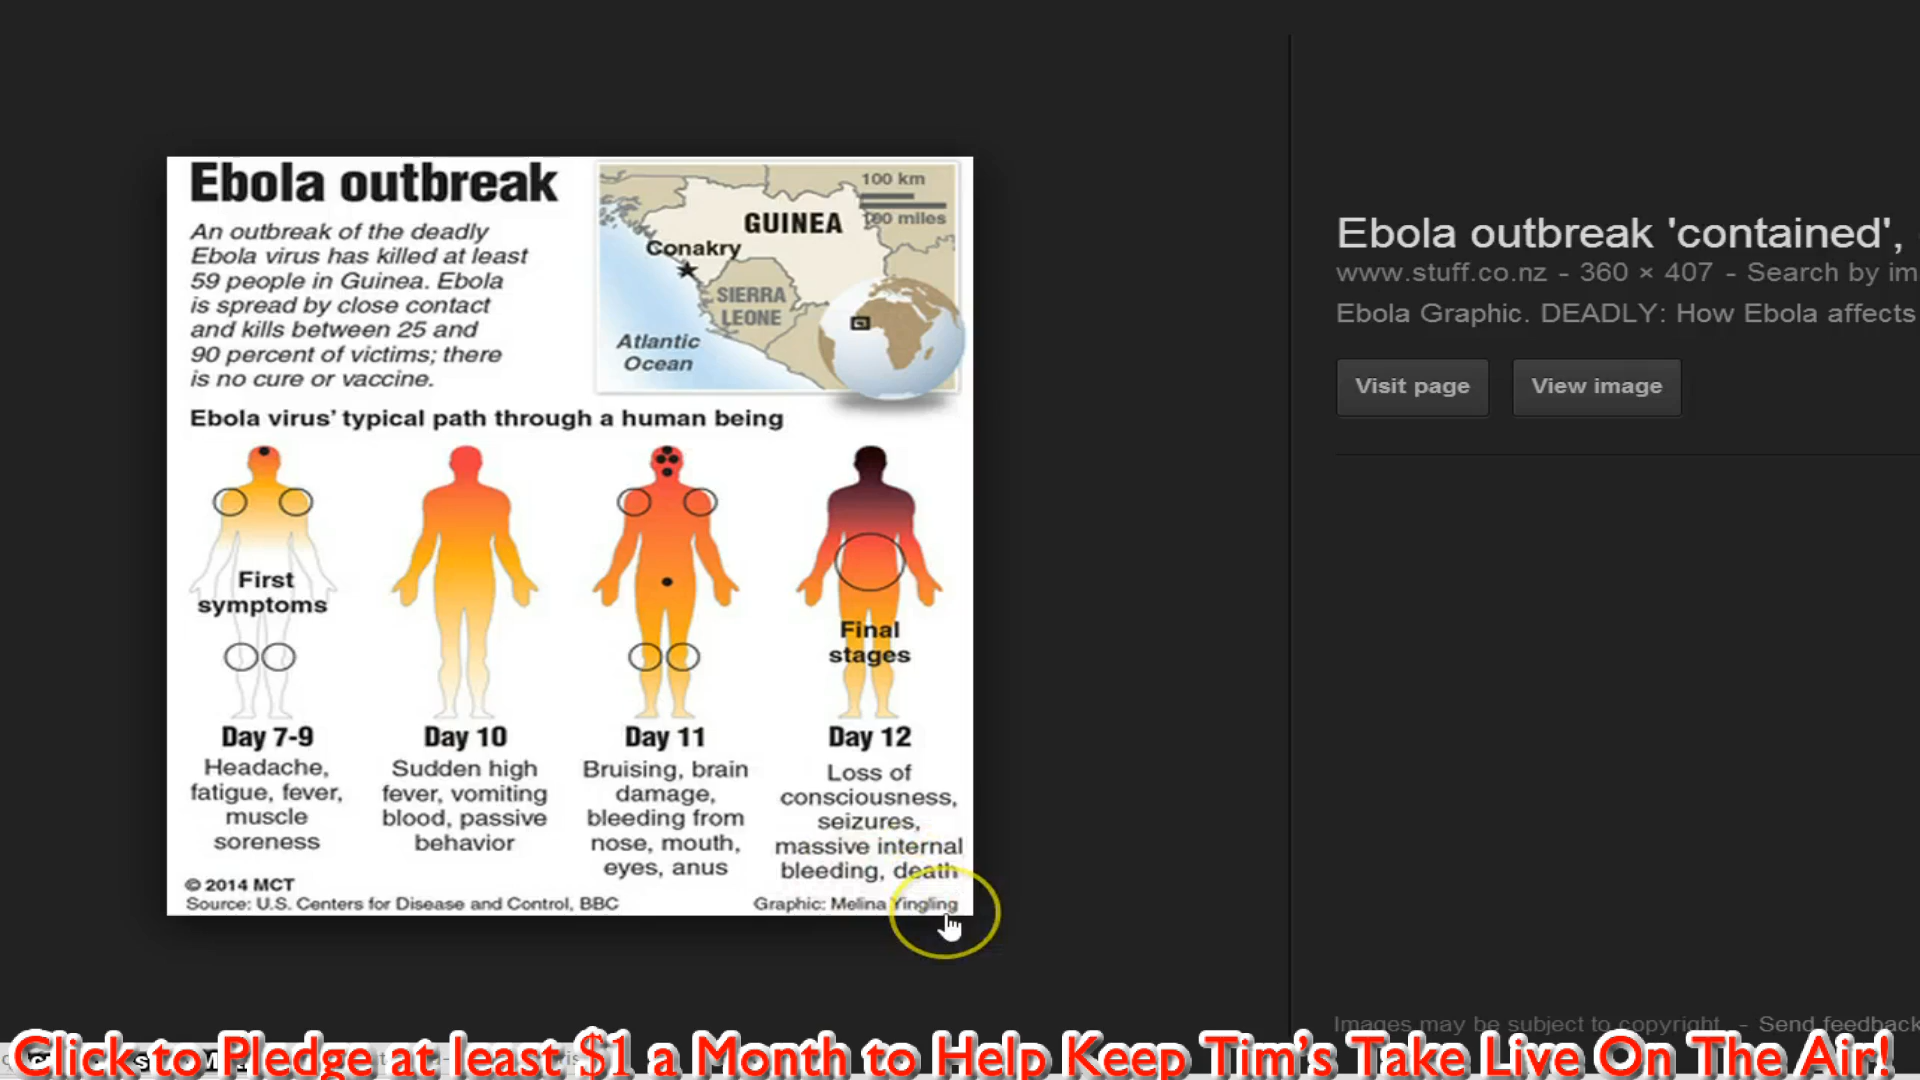 Ebola outbreak
An outbreak of the deadly
Ebola virus has killed at least
59 people in Guinea. Ebola
is spread by close contact
and kills between 25 and
90 percent of victims; there
is no cure or vaccine.
100 km
100 miles
GUINEA
Conakry
SIERRA
LEONE
Atlantic
Ocean
Ebola virus' typical path through a human being
First
symptoms
Final
stages
Day 7-9
Headache,
fatigue, fever,
muscle
soreness
Day 10
Sudden high
fever, vomiting
blood, passive
behavior
Day 11
Bruising, brain
damage,
bleeding from
nose, mouth,
eyes, anus
Day 12
Loss of
consciousness,
seizures,
massive internal
bleeding, death
© 2014 MCT
Source: U.S. Centers for Disease and Control, BBC
Graphic: Melina Yingling
Ebola outbreak 'contained',
www.stuff.co.nz - 360 × 407 - Search by im
Ebola Graphic. DEADLY: How Ebola affects
Visit page
View image
Images may be subject to copyright. - Send feedback
Click to Pledge at least $1 a Month to Help Keep Tim's Take Live On The Air!